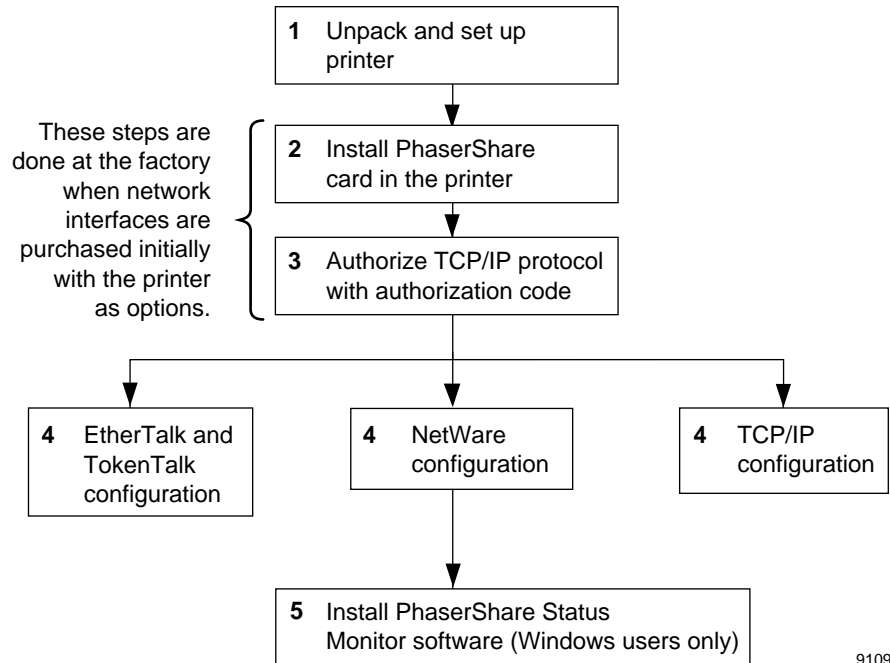 1 Unpack and set up
printer
These steps are
done at the factory
when network
interfaces are
purchased initially
with the printer
as options.
2 Install PhaserShare
card in the printer
3 Authorize TCP/IP protocol
with authorization code
4 EtherTalk and
TokenTalk
configuration
4 NetWare
configuration
4 TCP/IP
configuration
5 Install PhaserShare Status
Monitor software (Windows users only)
9109